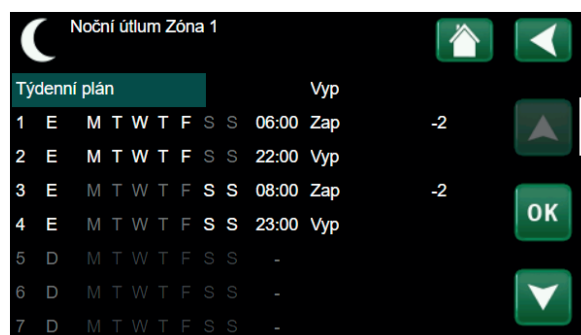 Noční útlum Zóna 1
Týdenní plán Vyp
1 E M T W T F S S 06:00 Zap -2
2 E M T W T F S S 22:00 Vyp
3 E M T W T F S S 08:00 Zap -2
4 E M T W T F S S 23:00 Vyp
OK
5 D M T W T F S S -
6 D M T W T F S S -
7 D M T W T F S S -